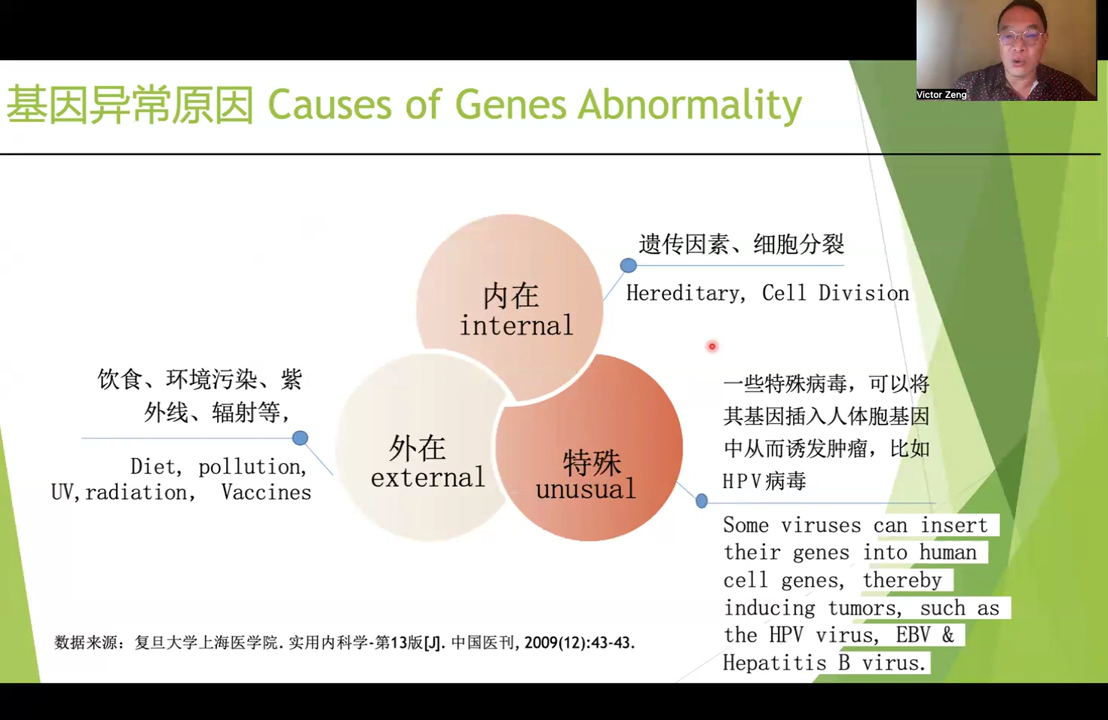 Victor Zeng
基因异常原因 Causes of Genes Abnormality
遗传因素、细胞分裂
Hereditary, Cell Division
内在
internal
饮食、环境污染、紫
外线、辐射等,
Diet, pollution,
UV,radiation, Vaccines
外在
external
特殊
unusual
一些特殊病毒，可以将
其基因插入人体胞基因
中从而诱发肿瘤，比如
HPV病毒
Some viruses can insert
their genes into human
cell genes, thereby
inducing tumors, such as
the HPV virus, EBV &
Hepatitis B virus.
数据来源：复旦大学上海医学院. 实用内科学-第13版[J]. 中国医刊, 2009(12):43-43.